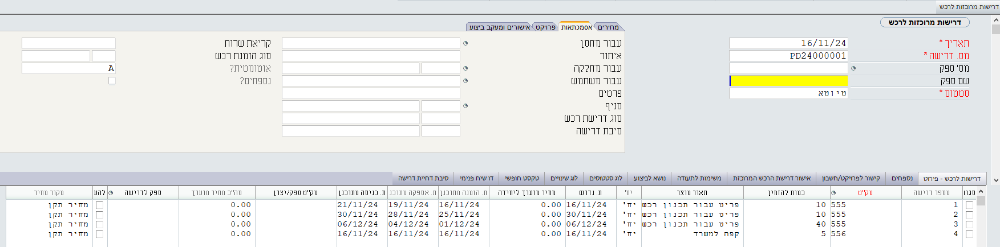 דרישות מרוכזות לרכש
דרישות מרוכזות לרכש
תאריך * 16/11/24
מס. דרישה * PD24000001
מס' ספק
שם ספק
סטטוס * טיוטא
מחירים אסמכתאות פרויקט אישורים ומעקב ביצוע
עבור מחסן קריאת שרות
איתור סוג הזמנת רכש
עבור מחלקה אוטומטית? A
עבור משתמש נספחים?
פרטים
סניף
סוג דרישת רכש
סיבת דרישה
דרישות לרכש - פירוט נספחים קישור לפרויקט/חשבון אישור דרישת הרכש המרוכזת משימות לתעודה נושא לביצוע לוג סטטוסים לוג שינויים טקסט חופשי דו שיח פנימי סיבת דחיית דרישה
סגרו מספר דרישה מק"ט כמות להזמין תאור מוצר יח' ת. נדרש מחיר מוערך ליחידה ת. הזמנה מתוכנן ת. אספקה מתוכנן ת. כניסה מתוכנן מק"ט ספק/יצרן סה"כ מחיר מוערך ספק לדרישה להע מקור מחיר
1 555 10 פריט עבור תכנון רכש יח' 16/11/24 0.00 16/11/24 19/11/24 21/11/24 0.00 מחיר תקן
2 555 10 פריט עבור תכנון רכש יח' 30/11/24 0.00 25/11/24 28/11/24 30/11/24 0.00 מחיר תקן
3 555 40 פריט עבור תכנון רכש יח' 06/12/24 0.00 01/12/24 04/12/24 06/12/24 0.00 מחיר תקן
4 556 5 קפה למשרד יח' 16/11/24 0.00 16/11/24 16/11/24 16/11/24 0.00 מחיר תקן